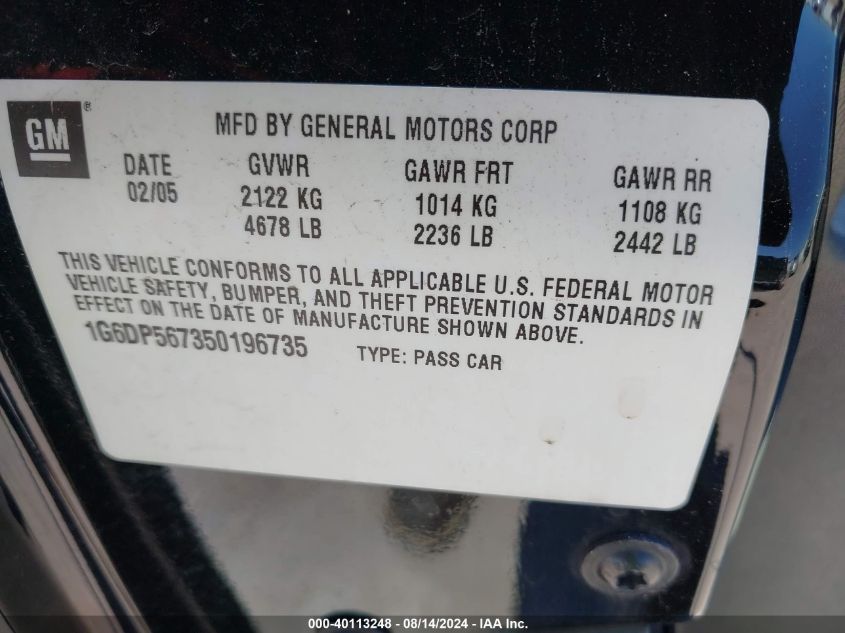 GM®
MFD BY GENERAL MOTORS CORP
DATE GVWR GAWR FRT GAWR RR
02/05 2122 KG 1014 KG 1108 KG
4678 LB 2236 LB 2442 LB
THIS VEHICLE CONFORMS TO ALL APPLICABLE U.S. FEDERAL MOTOR
VEHICLE SAFETY, BUMPER, AND THEFT PREVENTION STANDARDS IN
EFFECT ON THE DATE OF MANUFACTURE SHOWN ABOVE.
1G6DP567350196735 TYPE: PASS CAR
000-40113248 - 08/14/2024 - IAA Inc.